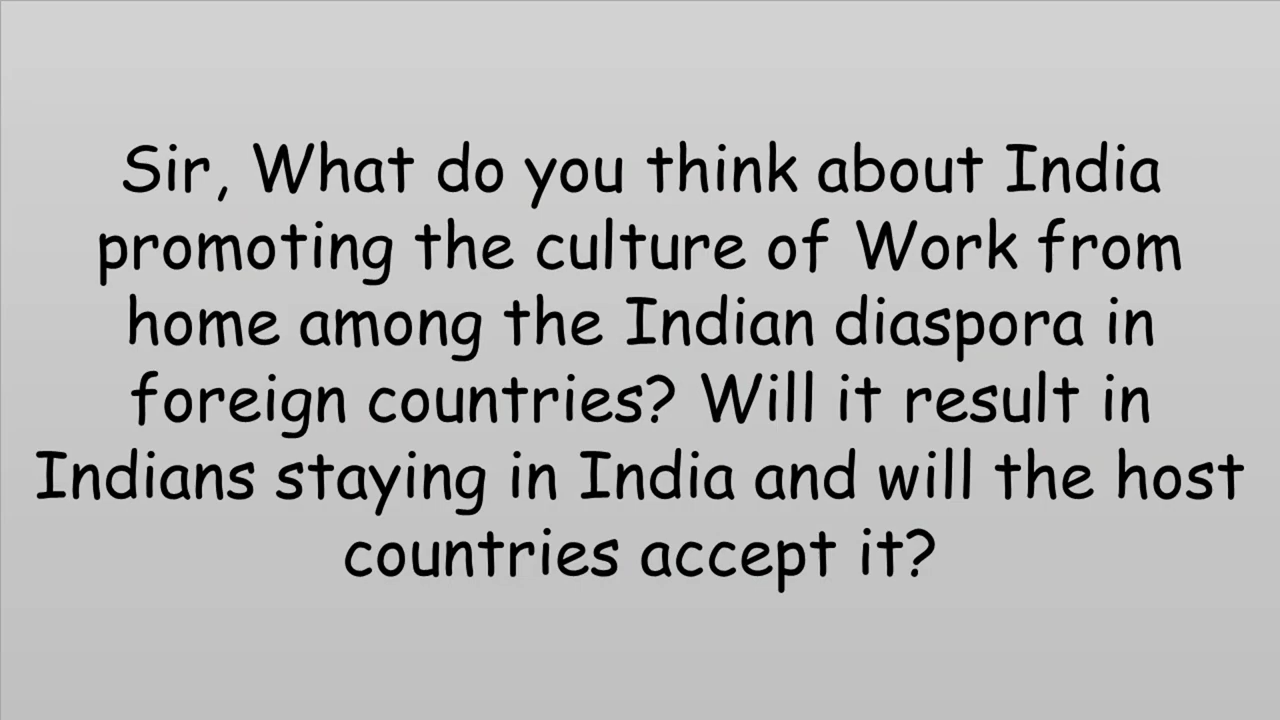 Sir, What do you think about India
promoting the culture of Work from
home among the Indian diaspora in
foreign countries? Will it result in
Indians staying in India and will the host
countries accept it?